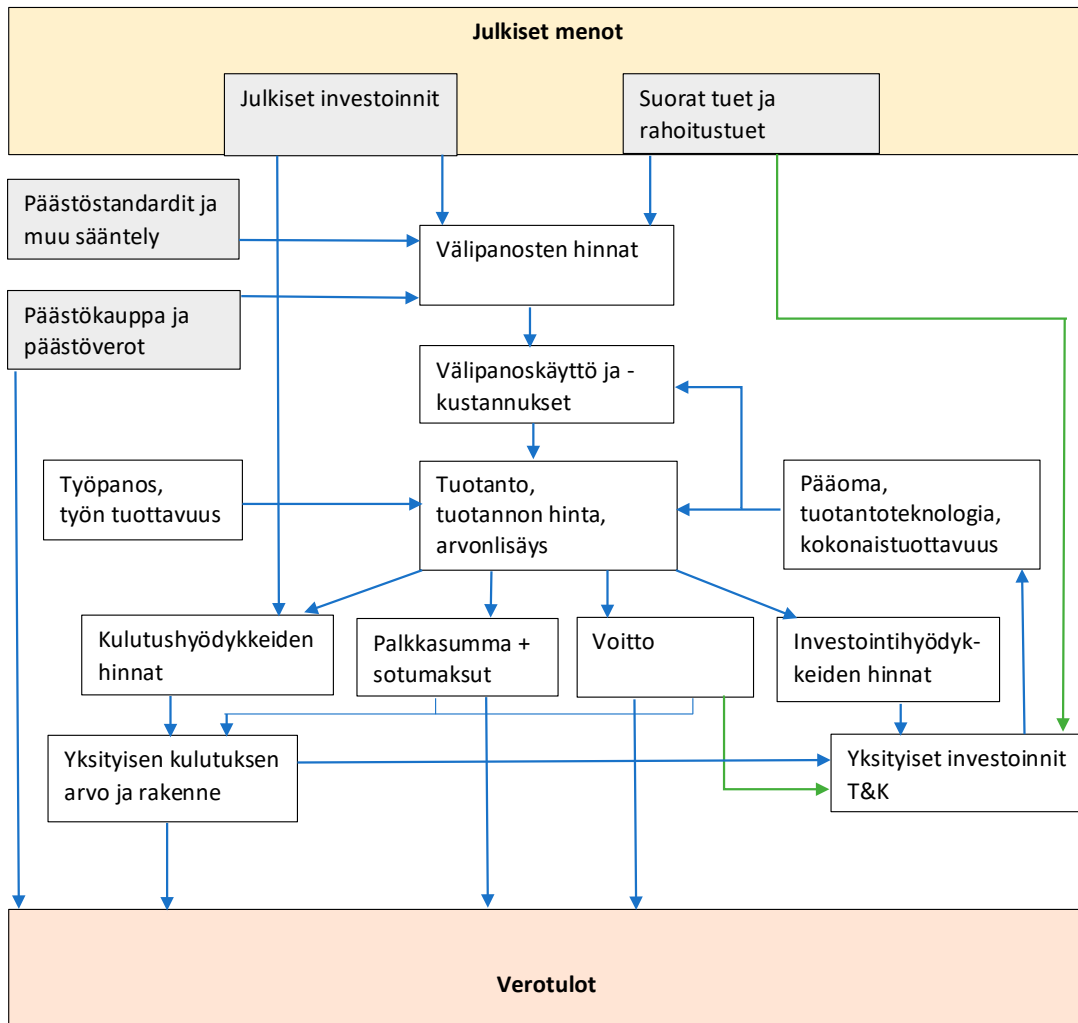 Julkiset menot
Julkiset investoinnit
Suorat tuet ja
rahoitustuet
Päästöstandardit ja
muu sääntely
Välipanosten hinnat
Päästökauppa ja
päästöverot
Välipanoskäyttö ja -
kustannukset
Työpanos,
työn tuottavuus
Tuotanto,
tuotannon hinta,
arvonlisäys
Pääoma,
tuotantoteknologia,
kokonaistuottavuus
Kulutushyödykkeiden
hinnat
Palkkasumma +
sotumaksut
Voitto
Investointihyödyk-
keiden hinnat
Yksityisen kulutuksen
arvo ja rakenne
Yksityiset investoinnit
T&K
Verotulot